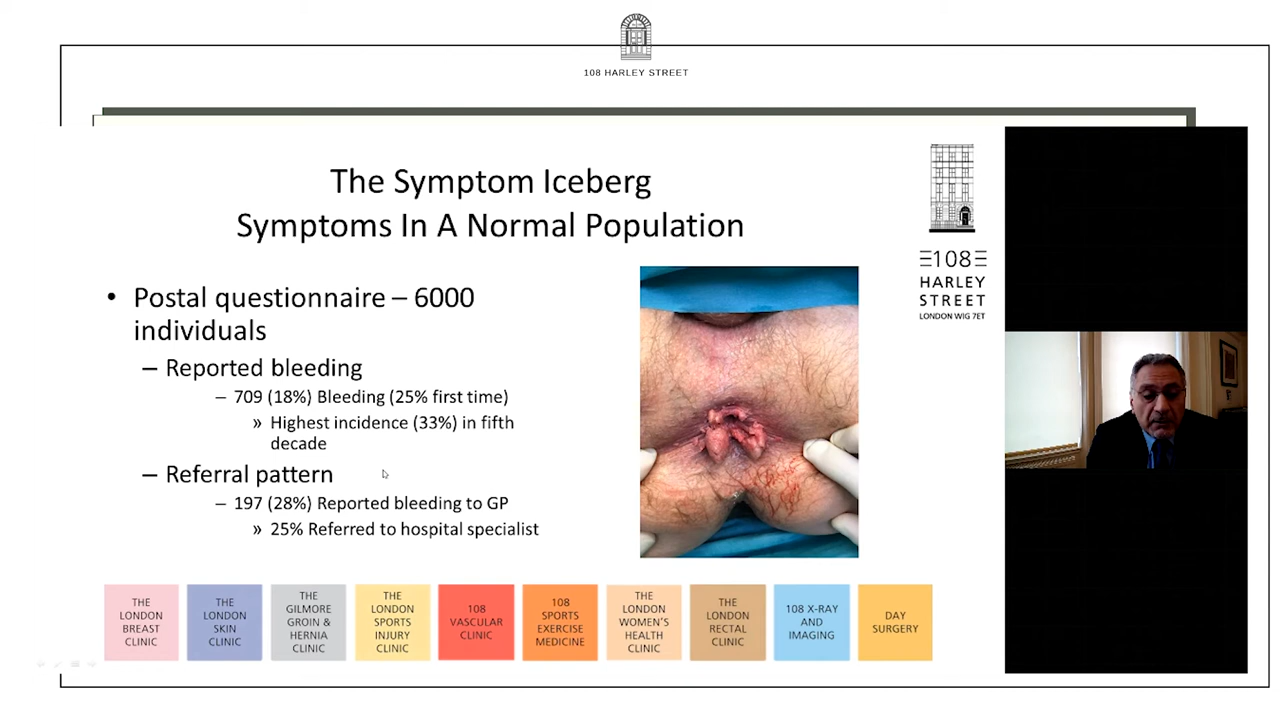 108 HARLEY STREET
The Symptom Iceberg
Symptoms In A Normal Population
• Postal questionnaire – 6000
individuals
– Reported bleeding
– 709 (18%) Bleeding (25% first time)
» Highest incidence (33%) in fifth
decade
– Referral pattern
– 197 (28%) Reported bleeding to GP
» 25% Referred to hospital specialist
108
HARLEY
STREET
LONDON W1G 7ET
THE
LONDON
BREAST
CLINIC
THE
LONDON
SKIN
CLINIC
THE
GILMORE
GROIN &
HERNIA
CLINIC
THE
LONDON
SPORTS
INJURY
CLINIC
108
VASCULAR
CLINIC
108
SPORTS
EXERCISE
MEDICINE
THE
LONDON
WOMEN'S
HEALTH
CLINIC
THE
LONDON
RECTAL
CLINIC
108 X-RAY
AND
IMAGING
DAY
SURGERY